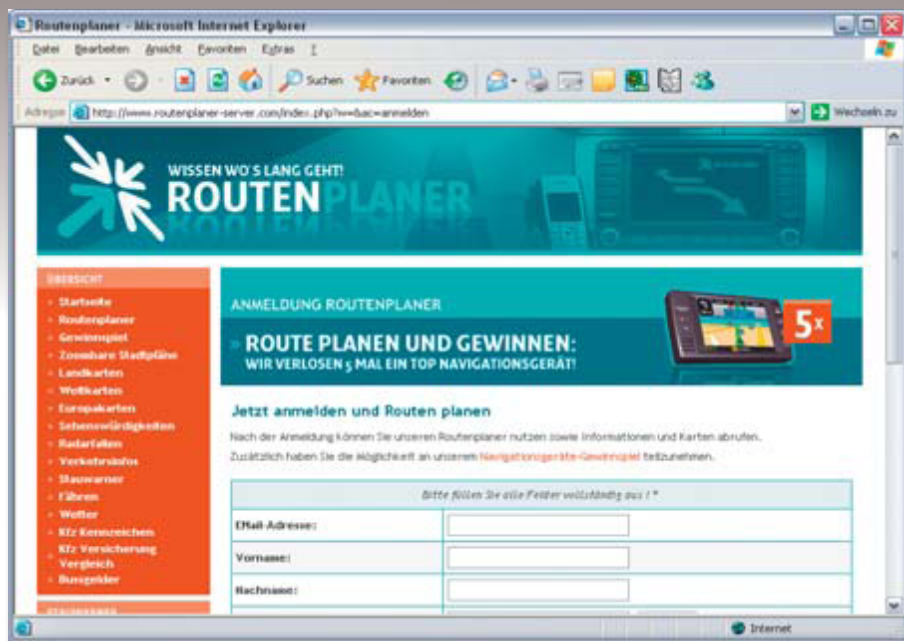 Routenplaner - Microsoft Internet Explorer
Datei Bearbeiten Ansicht Favoriten Extras ?
Zurück Suchen Favoriten
Adresse http://www.routenplaner-server.com/index.php?w=&ac=anmelden Wechseln zu
WISSEN WO'S LANG GEHT!
ROUTENPLANER
ÜBERSICHT
Startseite
Routenplaner
Gewinnspiel
Zoombare Stadtpläne
Landkarten
Weltkarten
Europakarten
Sehenswürdigkeiten
Radarfallen
Verkehrsinfos
Stauwarner
Fähren
Wetter
Kfz Kennzeichen
Kfz Versicherung
Vergleich
Bussgelder
ANMELDUNG ROUTENPLANER
» ROUTE PLANEN UND GEWINNEN:
WIR VERLOSEN 5 MAL EIN TOP NAVIGATIONSGERÄT!
5x
Jetzt anmelden und Routen planen
Nach der Anmeldung können Sie unseren Routenplaner nutzen sowie Informationen und Karten abrufen.
Zusätzlich haben Sie die Möglichkeit an unserem Navigationsgeräte-Gewinnspiel teilzunehmen.
Bitte füllen Sie alle Felder vollständig aus ! *
EMail-Adresse:
Vorname:
Nachname:
Internet